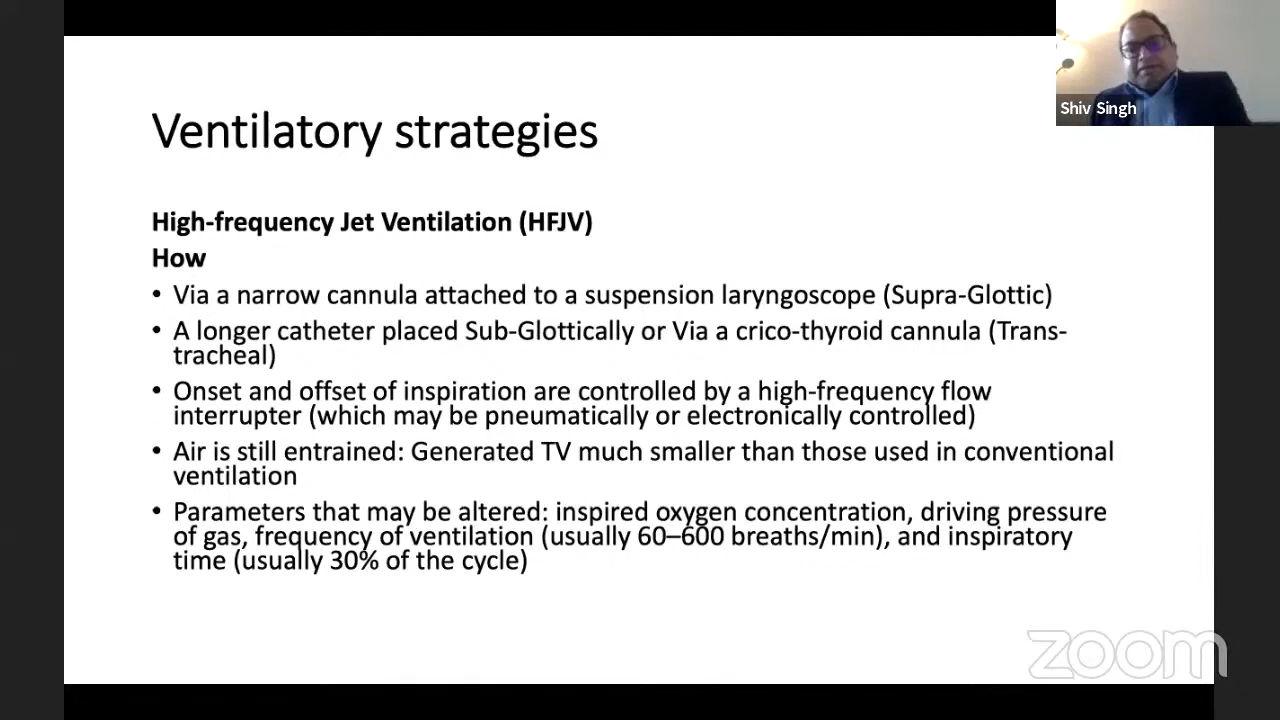 Shiv Singh
Ventilatory strategies
High-frequency Jet Ventilation (HFJV)
How
• Via a narrow cannula attached to a suspension laryngoscope (Supra-Glottic)
• A longer catheter placed Sub-Glottically or Via a crico-thyroid cannula (Trans-
tracheal)
• Onset and offset of inspiration are controlled by a high-frequency flow
interrupter (which may be pneumatically or electronically controlled)
• Air is still entrained: Generated TV much smaller than those used in conventional
ventilation
• Parameters that may be altered: inspired oxygen concentration, driving pressure
of gas, frequency of ventilation (usually 60–600 breaths/min), and inspiratory
time (usually 30% of the cycle)
zoom